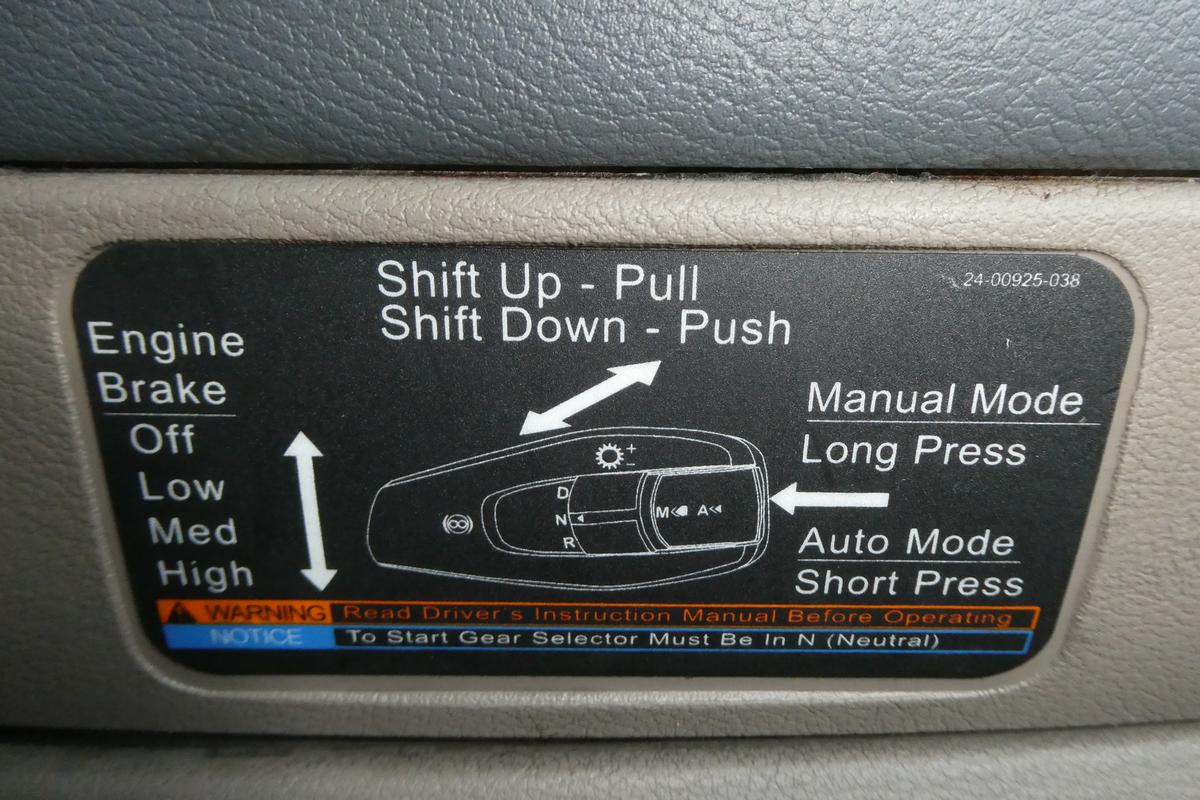 Shift Up - Pull
Shift Down - Push
24-00925-038
Engine
Brake
Off
Low
Med
High
Manual Mode
Long Press
Auto Mode
Short Press
D
N
R
M A
WARNING Read Driver's Instruction Manual Before Operating
NOTICE To Start Gear Selector Must Be In N (Neutral)